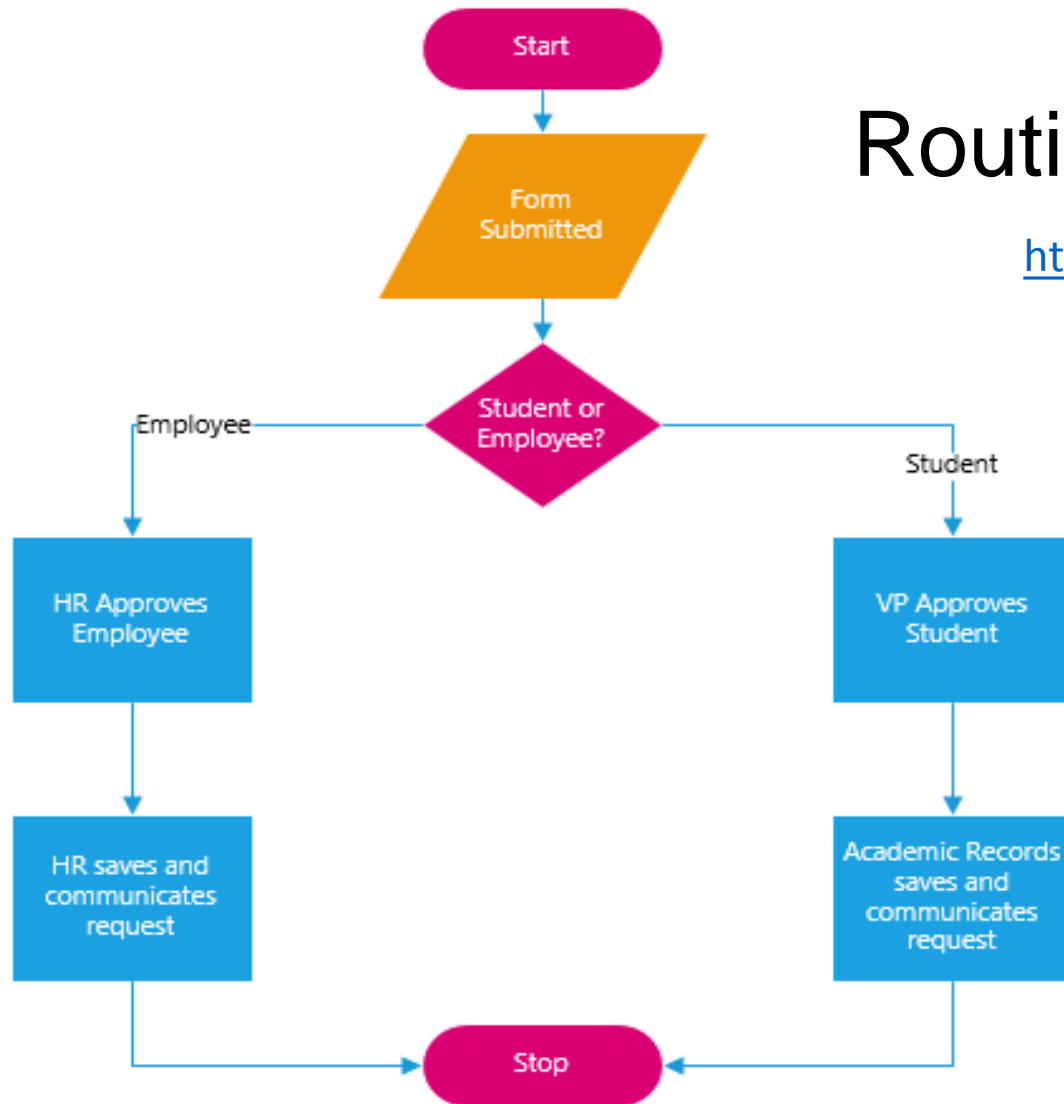 Start
Routi
ht
Form
Submitted
Student or
Employee?
Employee
Student
HR Approves
Employee
VP Approves
Student
HR saves and
communicates
request
Academic Records
saves and
communicates
request
Stop